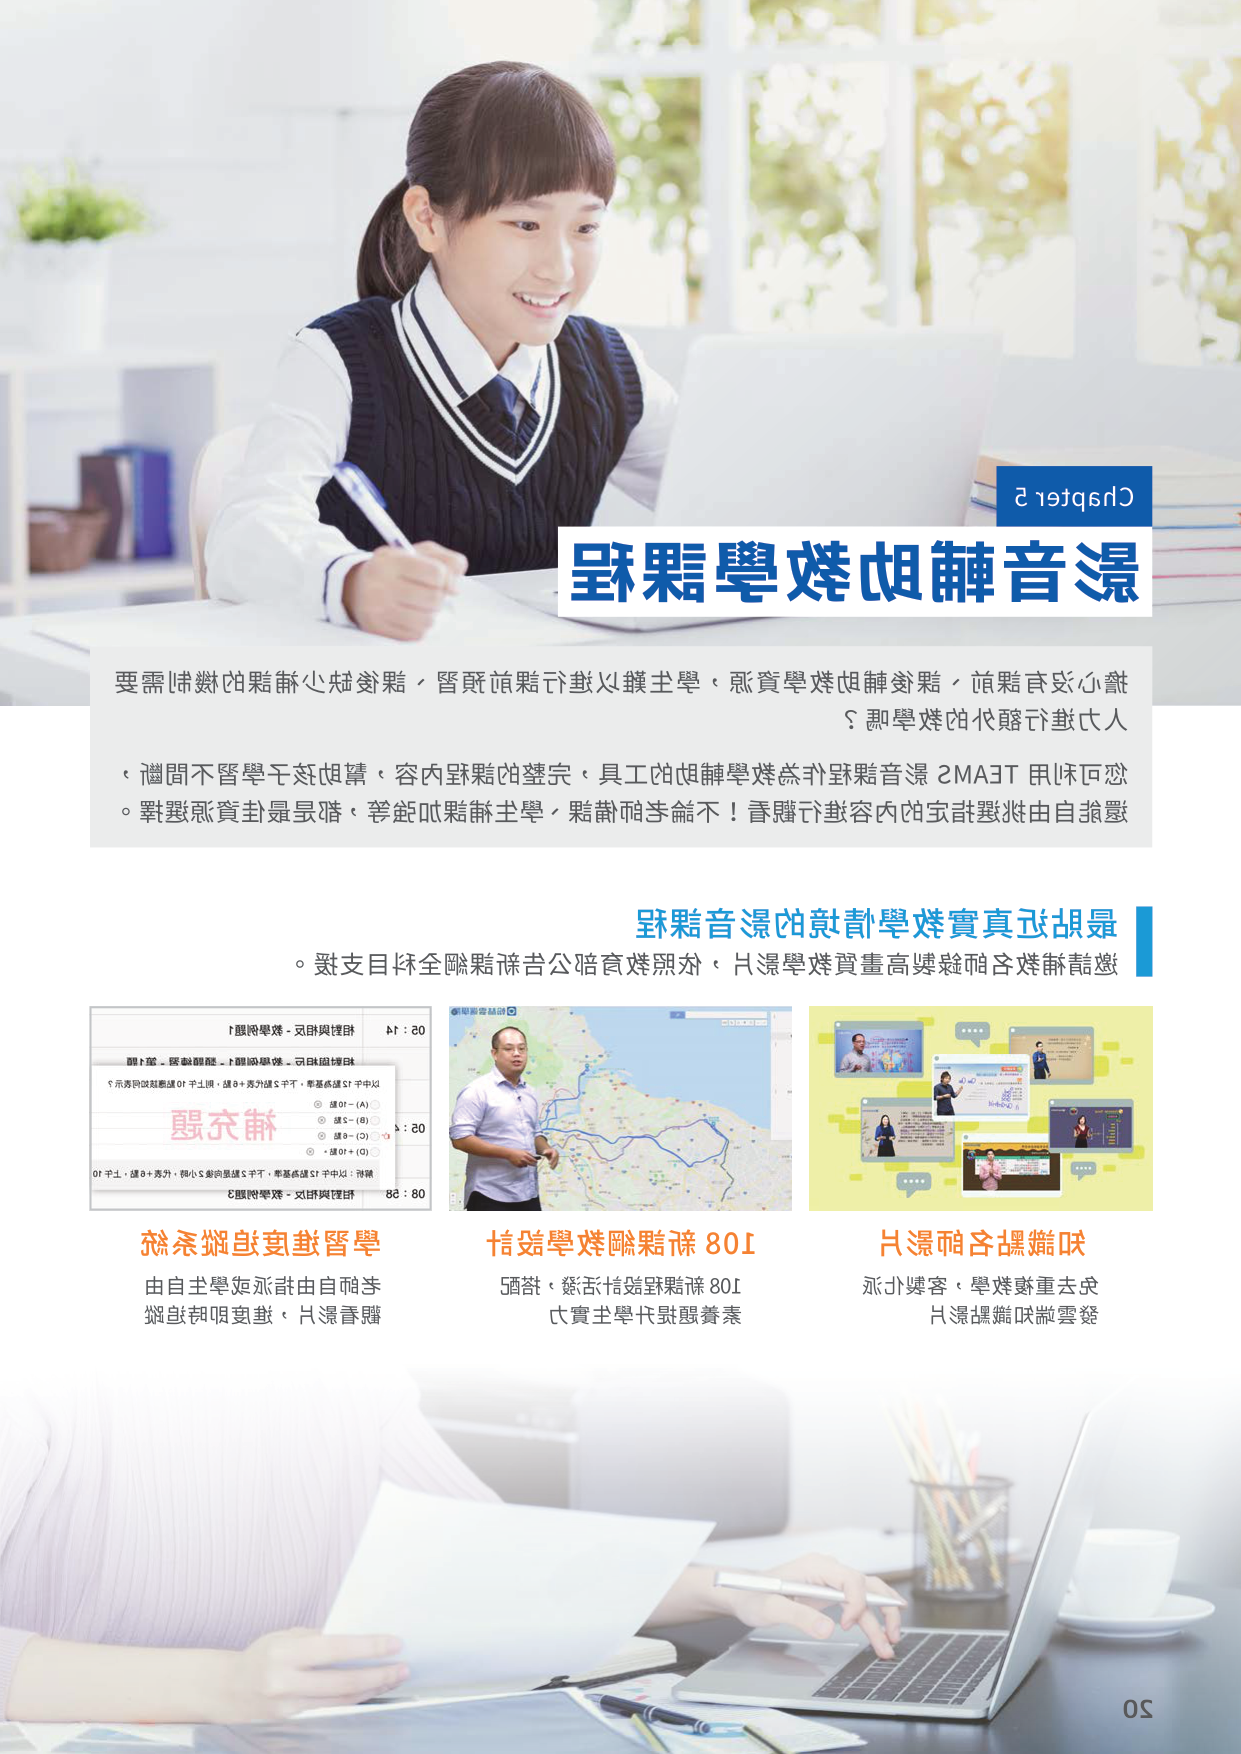 Chapter 5
影音輔助教學課程
擔心沒有課前、課後輔助教學資源，學生難以進行課前預習、課後缺少補課的機制需要
人力進行額外的教學嗎？
您可利用 TEAMS 影音課程作為教學輔助的工具，完整的課程內容，幫助孩子學習不間斷，
還能自由挑選指定的內容進行觀看！不論老師備課、學生補課加強等，都是最佳資源選擇。
最貼近真實教學情境的影音課程
邀請補教名師錄製高畫質教學影片，依照教育部公告新課綱全科目支援。
知識點名師影片
免去重複教學，客製化派
發雲端知識點影片
108 新課綱教學設計
108 新課程設計活潑，搭配
素養題提升學生實力
05：14 相對與相反 - 教學例題1
相對與相反 - 教學例題1 - 類題練習 - 第1題
以中午 12點為基準，下午 2點代表＋6點，則上午 10點應該如何表示？
(A) －10點
(B) －2點
(C) －6點
(D) ＋10點。
補充題
解析：以中午 12點為基準，下午 2點是向後2小時，代表＋6點，上午 10
08：58 相對與相反 - 教學例題3
學習進度追蹤系統
老師自由指派或學生自由
觀看影片，進度即時追蹤
20